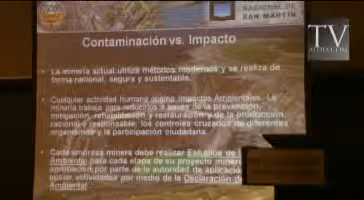 NACIONAL DE
SAN MARTÍN
TV
Contaminación vs. Impacto
La minería actual utiliza métodos modernos y se realiza de
forma racional, segura y sustentable.
Cualquier actividad humana origina Impactos Ambientales. La
minería trabaja para reducirlos a través de la prevención,
mitigación, rehabilitación y restauración y de la producción
racional y responsable, los controles cruzados de diferentes
organismos y la participación ciudadana.
Cada empresa minera debe realizar Estudios de
Ambiental para cada etapa de su proyecto minero
aprobación por parte de la autoridad de aplicación
actividades por medio de la Declaración de
Ambiental